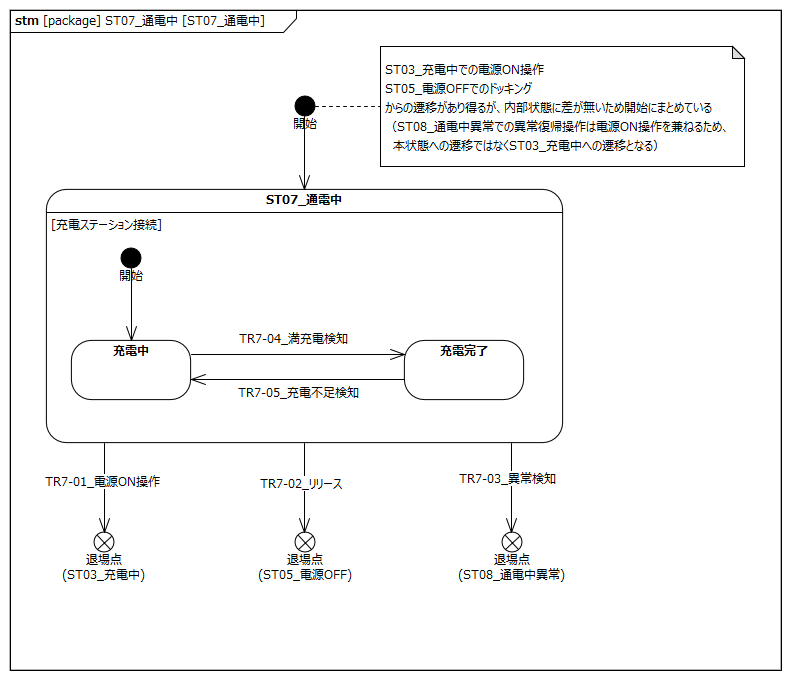 stm [package] ST07_通電中 [ST07_通電中]
ST03_充電中での電源ON操作
ST05_電源OFFでのドッキング
からの遷移があり得るが、内部状態に差が無いため開始にまとめている
（ST08_通電中異常での異常復帰操作は電源ON操作を兼ねるため、
本状態への遷移ではなくST03_充電中への遷移となる）
開始
ST07_通電中
[充電ステーション接続]
開始
充電中
TR7-04_満充電検知
充電完了
TR7-05_充電不足検知
TR7-01_電源ON操作
TR7-02_リリース
TR7-03_異常検知
退場点
(ST03_充電中)
退場点
(ST05_電源OFF)
退場点
(ST08_通電中異常)